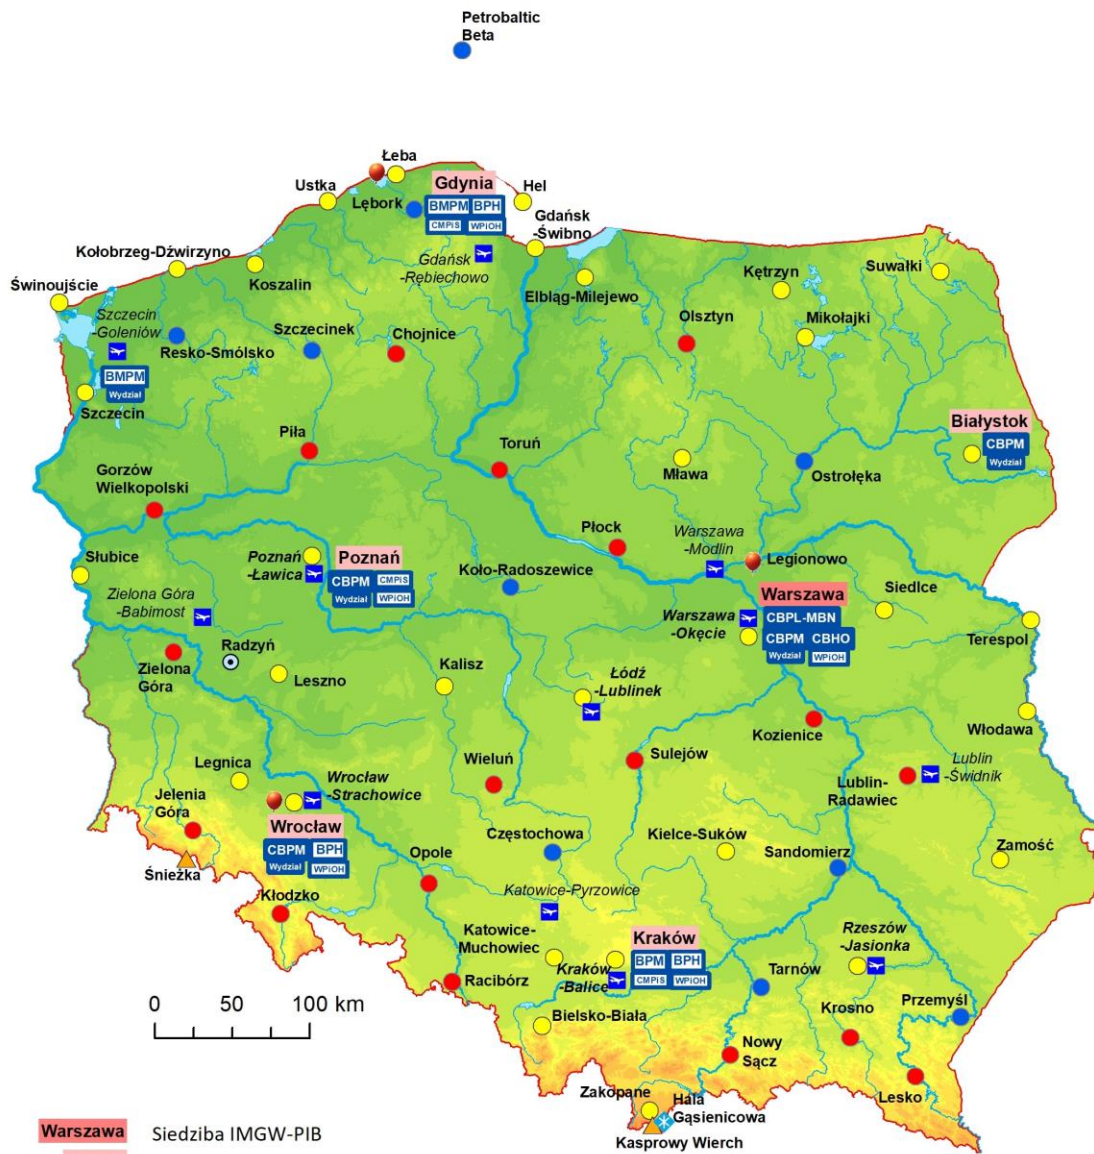 Petrobaltic
Beta
Łeba
Ustka
Gdynia
Hel
Lębork
BMPM BPH
CMPiS WPiOH
Gdańsk
-Świbno
Kołobrzeg-Dźwirzyno
Koszalin
Gdańsk
-Rębiechowo
Elbląg-Milejewo
Kętrzyn
Suwałki
Świnoujście
Szczecin
-Goleniów
Resko-Smólsko
Szczecinek
Chojnice
Olsztyn
Mikołajki
BMPM
Wydział
Szczecin
Piła
Toruń
Mława
Ostrołęka
Białystok
CBPM
Wydział
Gorzów
Wielkopolski
Płock
Warszawa
-Modlin
Legionowo
Słubice
Poznań
-Ławica
Poznań
CBPM CMPiS
Wydział WPiOH
Koło-Radoszewice
Warszawa
CBPL-MBN
CBPM CBHO
Wydział WPiOH
Siedlce
Zielona Góra
-Babimost
Warszawa
-Okęcie
Terespol
Radzyń
Zielona
Góra
Leszno
Kalisz
Łódź
-Lublinek
Kozienice
Włodawa
Legnica
Wrocław
-Strachowice
Wieluń
Sulejów
Lublin
-Świdnik
Lublin-
Radawiec
Jelenia
Góra
Wrocław
CBPM BPH
Wydział WPiOH
Śnieżka
Częstochowa
Kielce-Suków
Sandomierz
Zamość
Opole
Kłodzko
Katowice-Pyrzowice
Katowice-
Muchowiec
Kraków
BPM BPH
CMPiS WPiOH
Kraków
-Balice
Rzeszów
-Jasionka
Racibórz
Tarnów
Krosno
Przemyśl
0 50 100 km
Bielsko-Biała
Nowy
Sącz
Lesko
Zakopane
Hala
Gąsienicowa
Kasprowy Wierch
Warszawa Siedziba IMGW-PIB